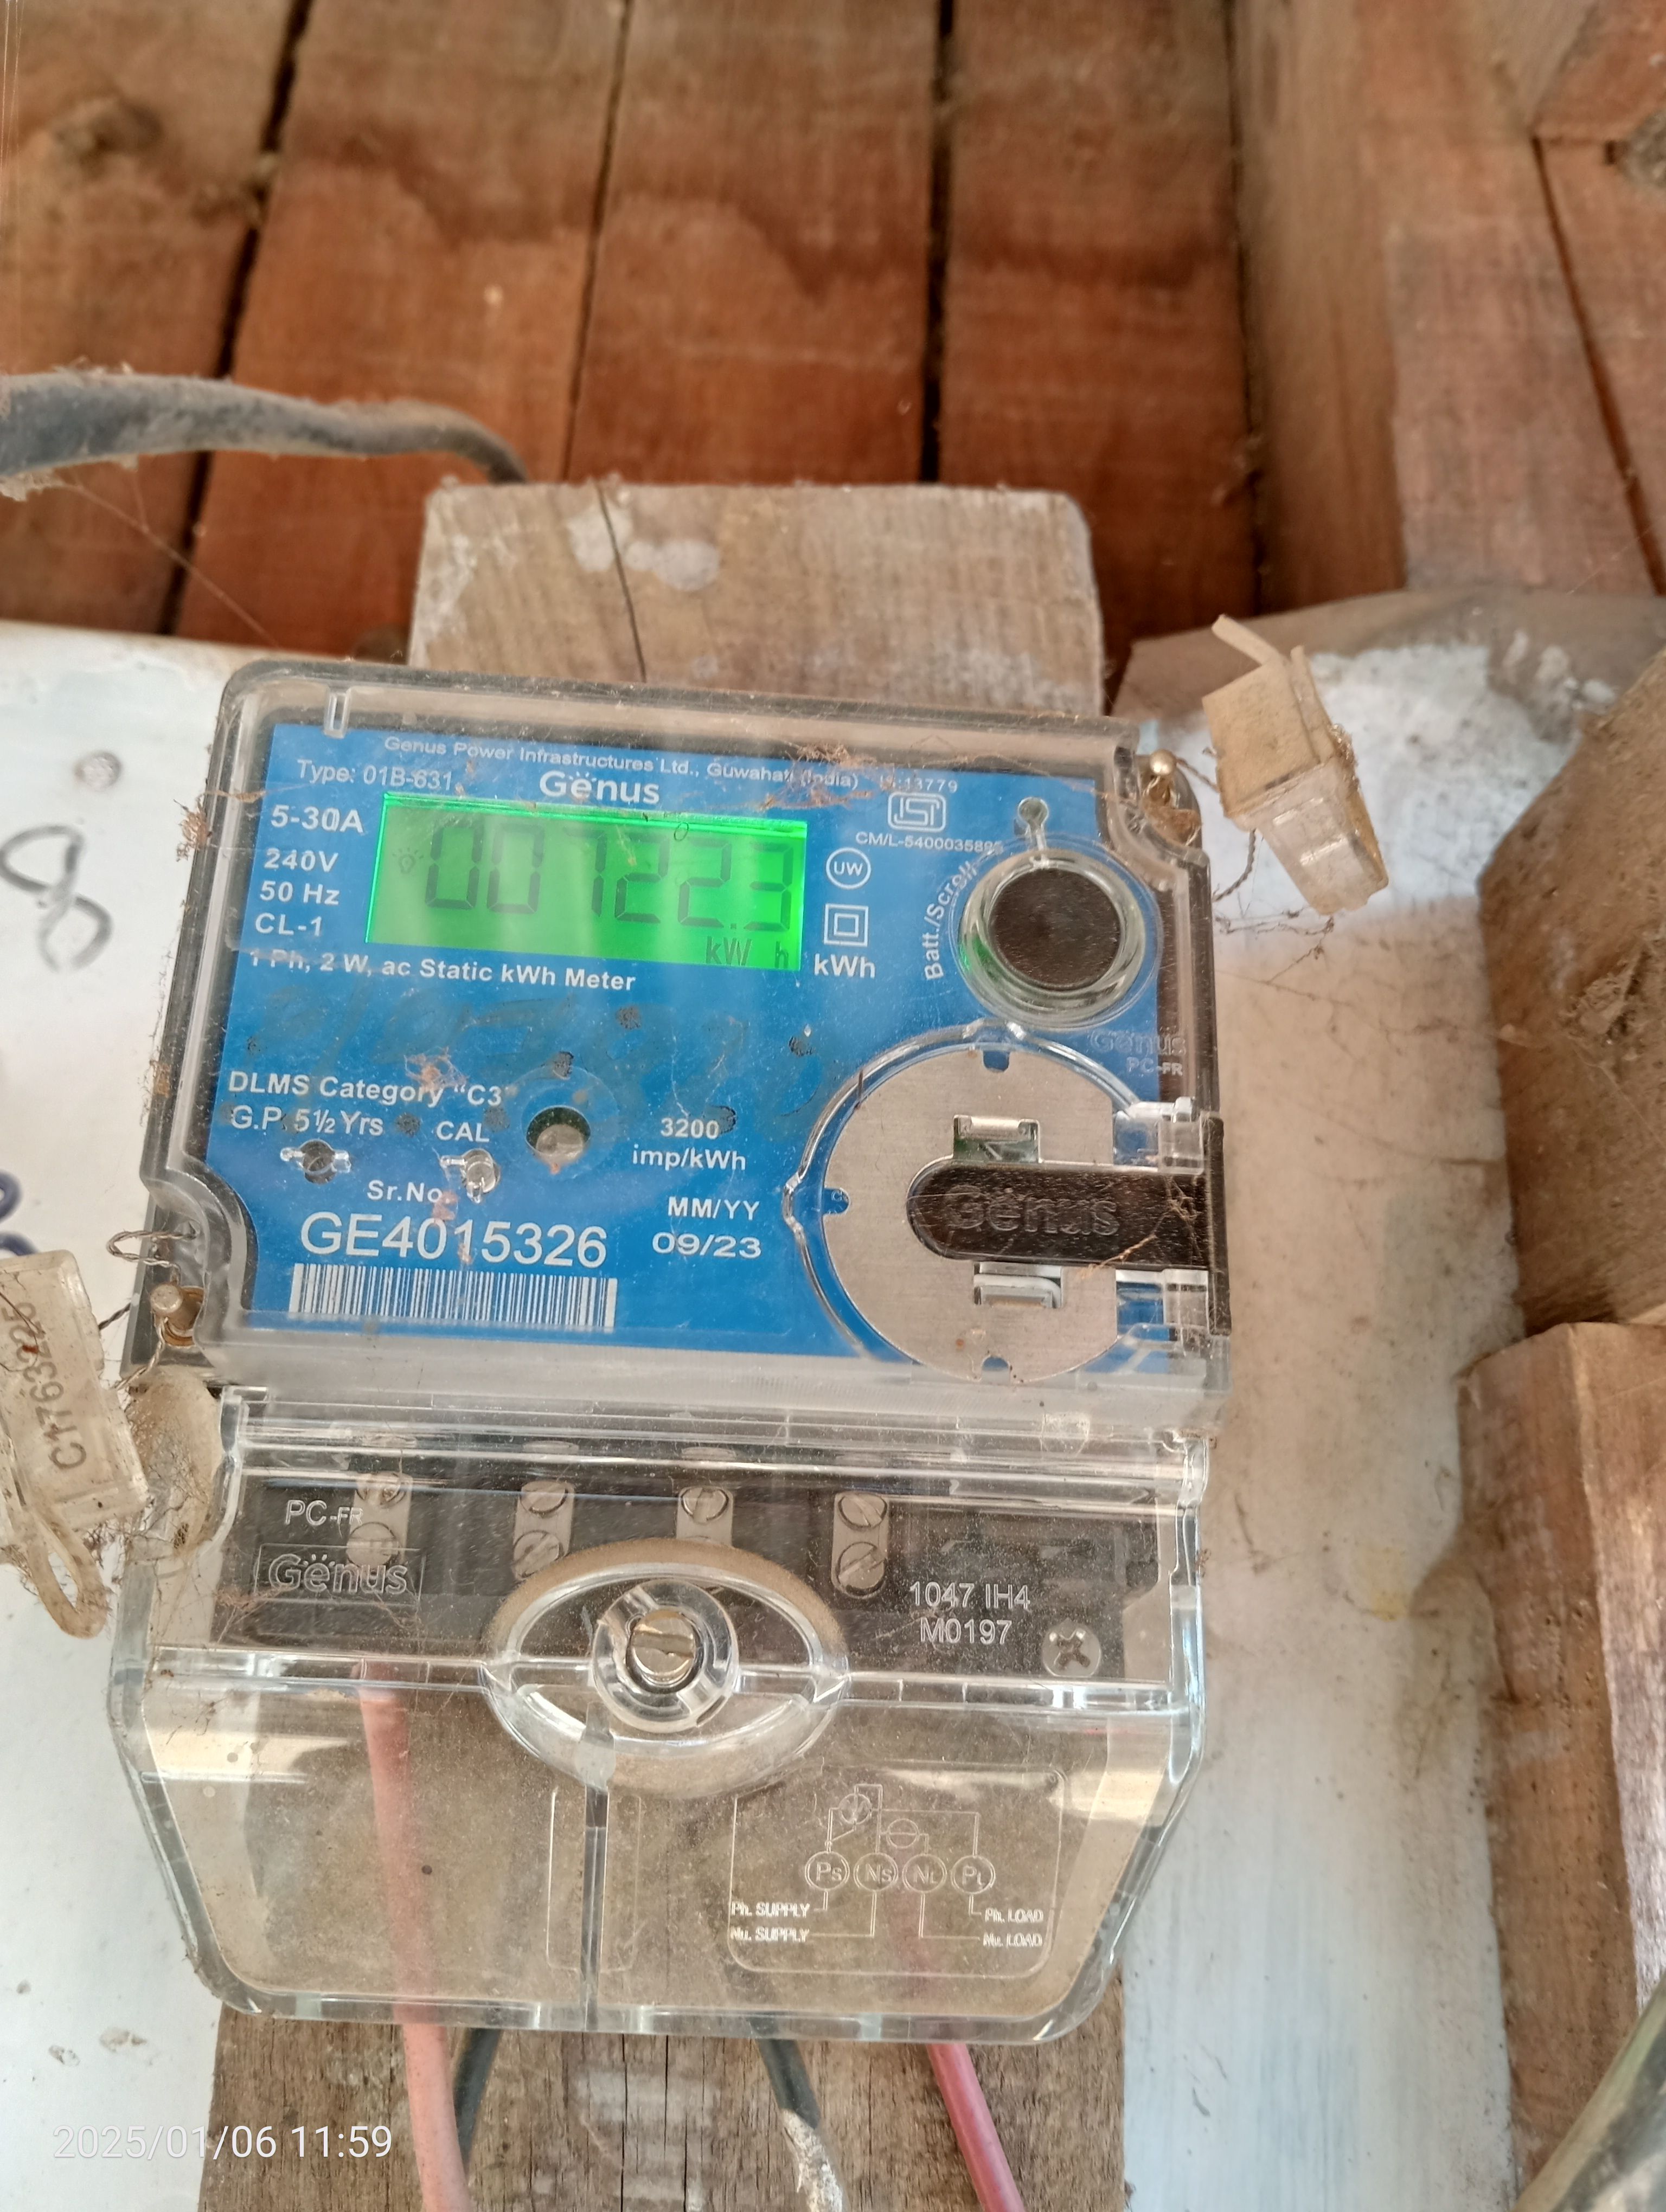 Genus Power Infrastructures Ltd., Guwahati (India)
Type: 01B-631
Genus
5-30A
240V
50 Hz
CL-1
kW h
CM/L-5400035895
UW
kWh
Batt./Scroll
1 Ph, 2 W, ac Static kWh Meter
Genus
PC-FR
DLMS Category "C3"
G.P. 5½ Yrs
CAL
3200
imp/kWh
Sr.No.
GE4015326
MM/YY
09/23
Genus
C1763225
8
PC-FR
Genus
1047 IH4
M0197
Ps Ns NL PL
Ph. SUPPLY
Nu. SUPPLY
Ph. LOAD
Nu. LOAD
2025/01/06 11:59